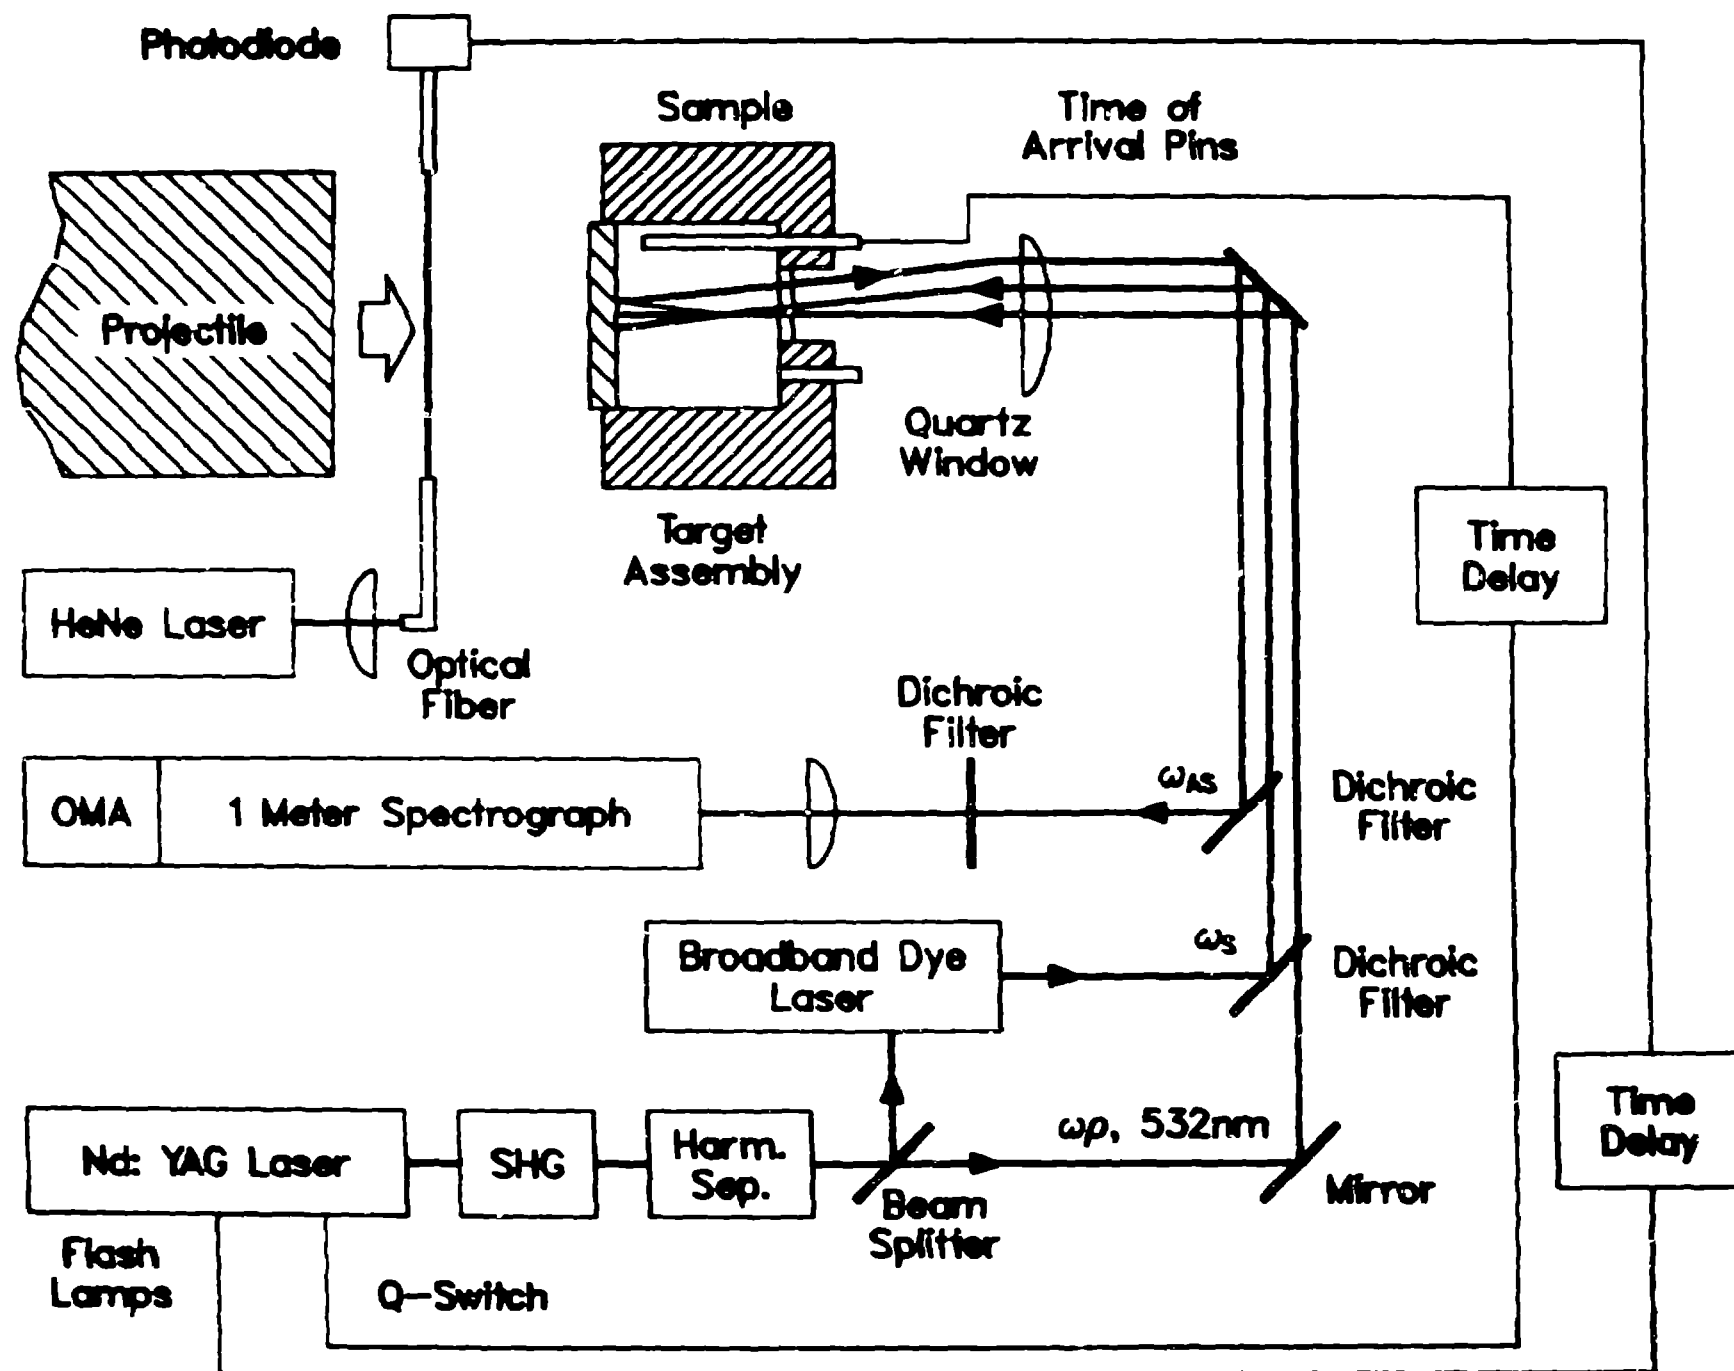 Photodiode
Sample
Time of
Arrival Pins
Projectile
Quartz
Window
Target
Assembly
Time
Delay
HeNe Laser
Optical
Fiber
Dichroic
Filter
OMA
1 Meter Spectrograph
ωAS
Dichroic
Filter
Broadband Dye
Laser
ωS
Dichroic
Filter
Time
Delay
Nd: YAG Laser
SHG
Harm.
Sep.
ωρ, 532nm
Mirror
Beam
Splitter
Flash
Lamps
Q-Switch